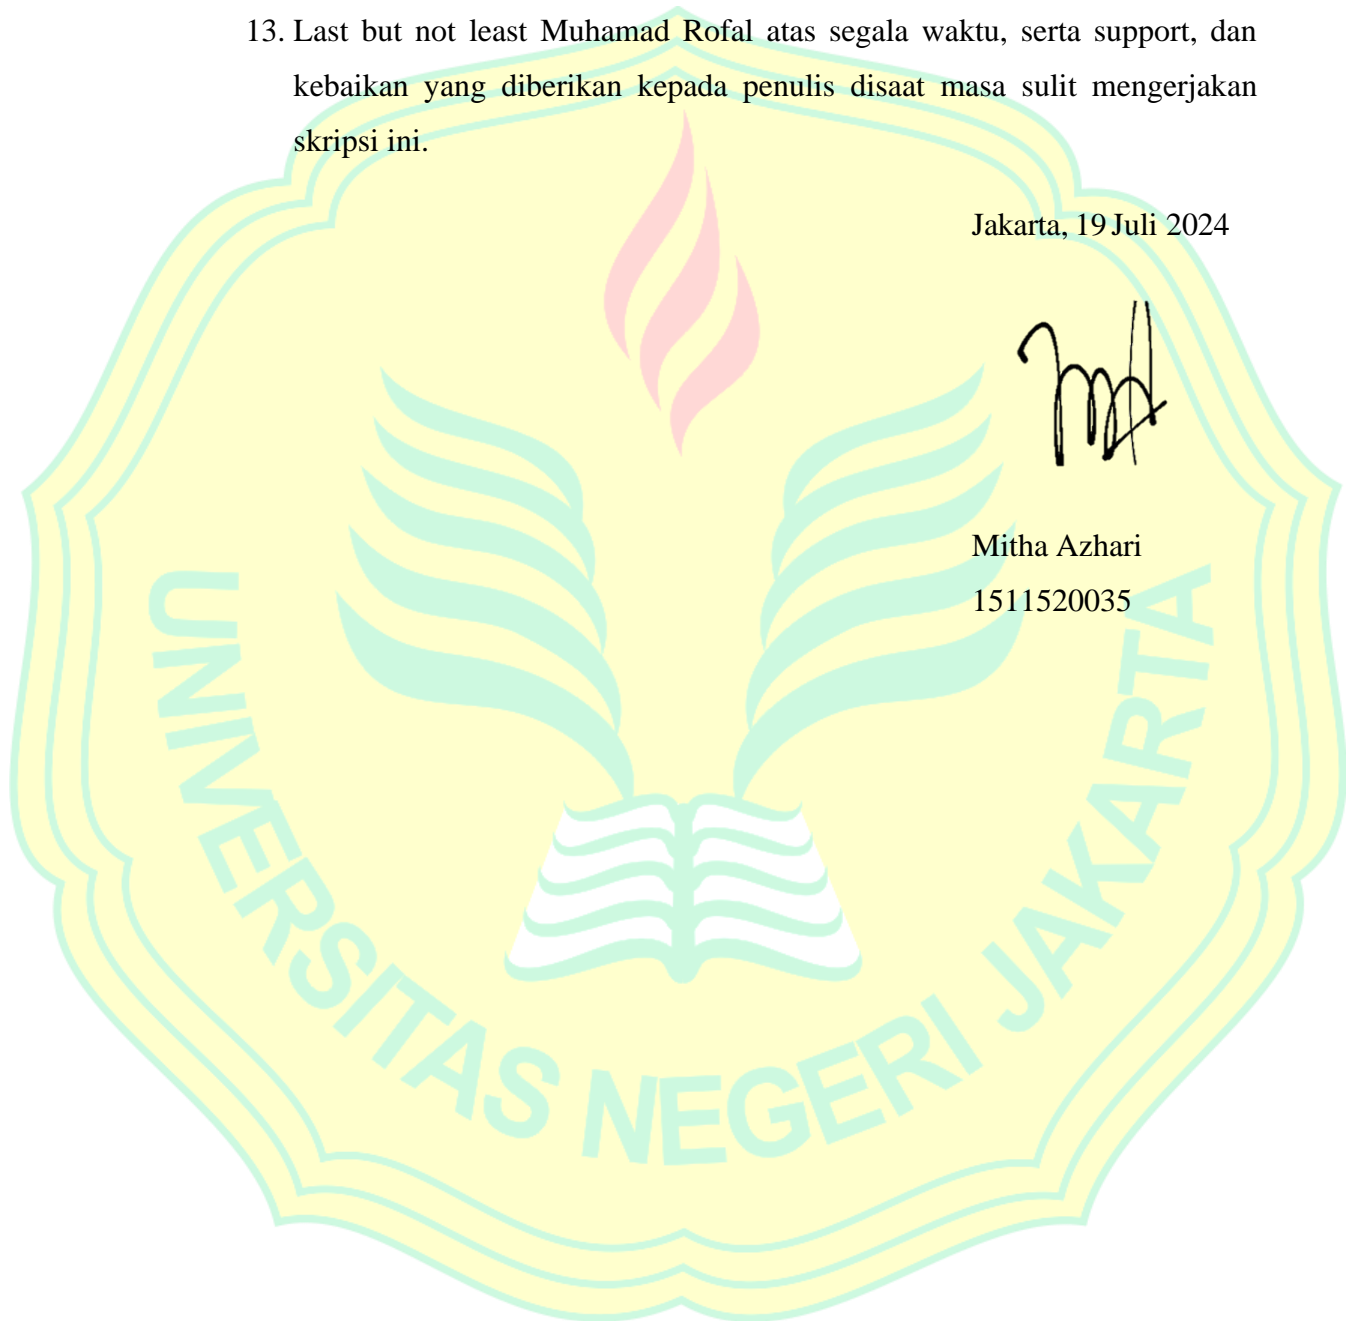 13. Last but not least Muhamad Rofal atas segala waktu, serta support, dan
kebaikan yang diberikan kepada penulis disaat masa sulit mengerjakan
skripsi ini.
Jakarta, 19 Juli 2024
Mitha Azhari
1511520035
UNIVERSITAS NEGERI JAKARTA